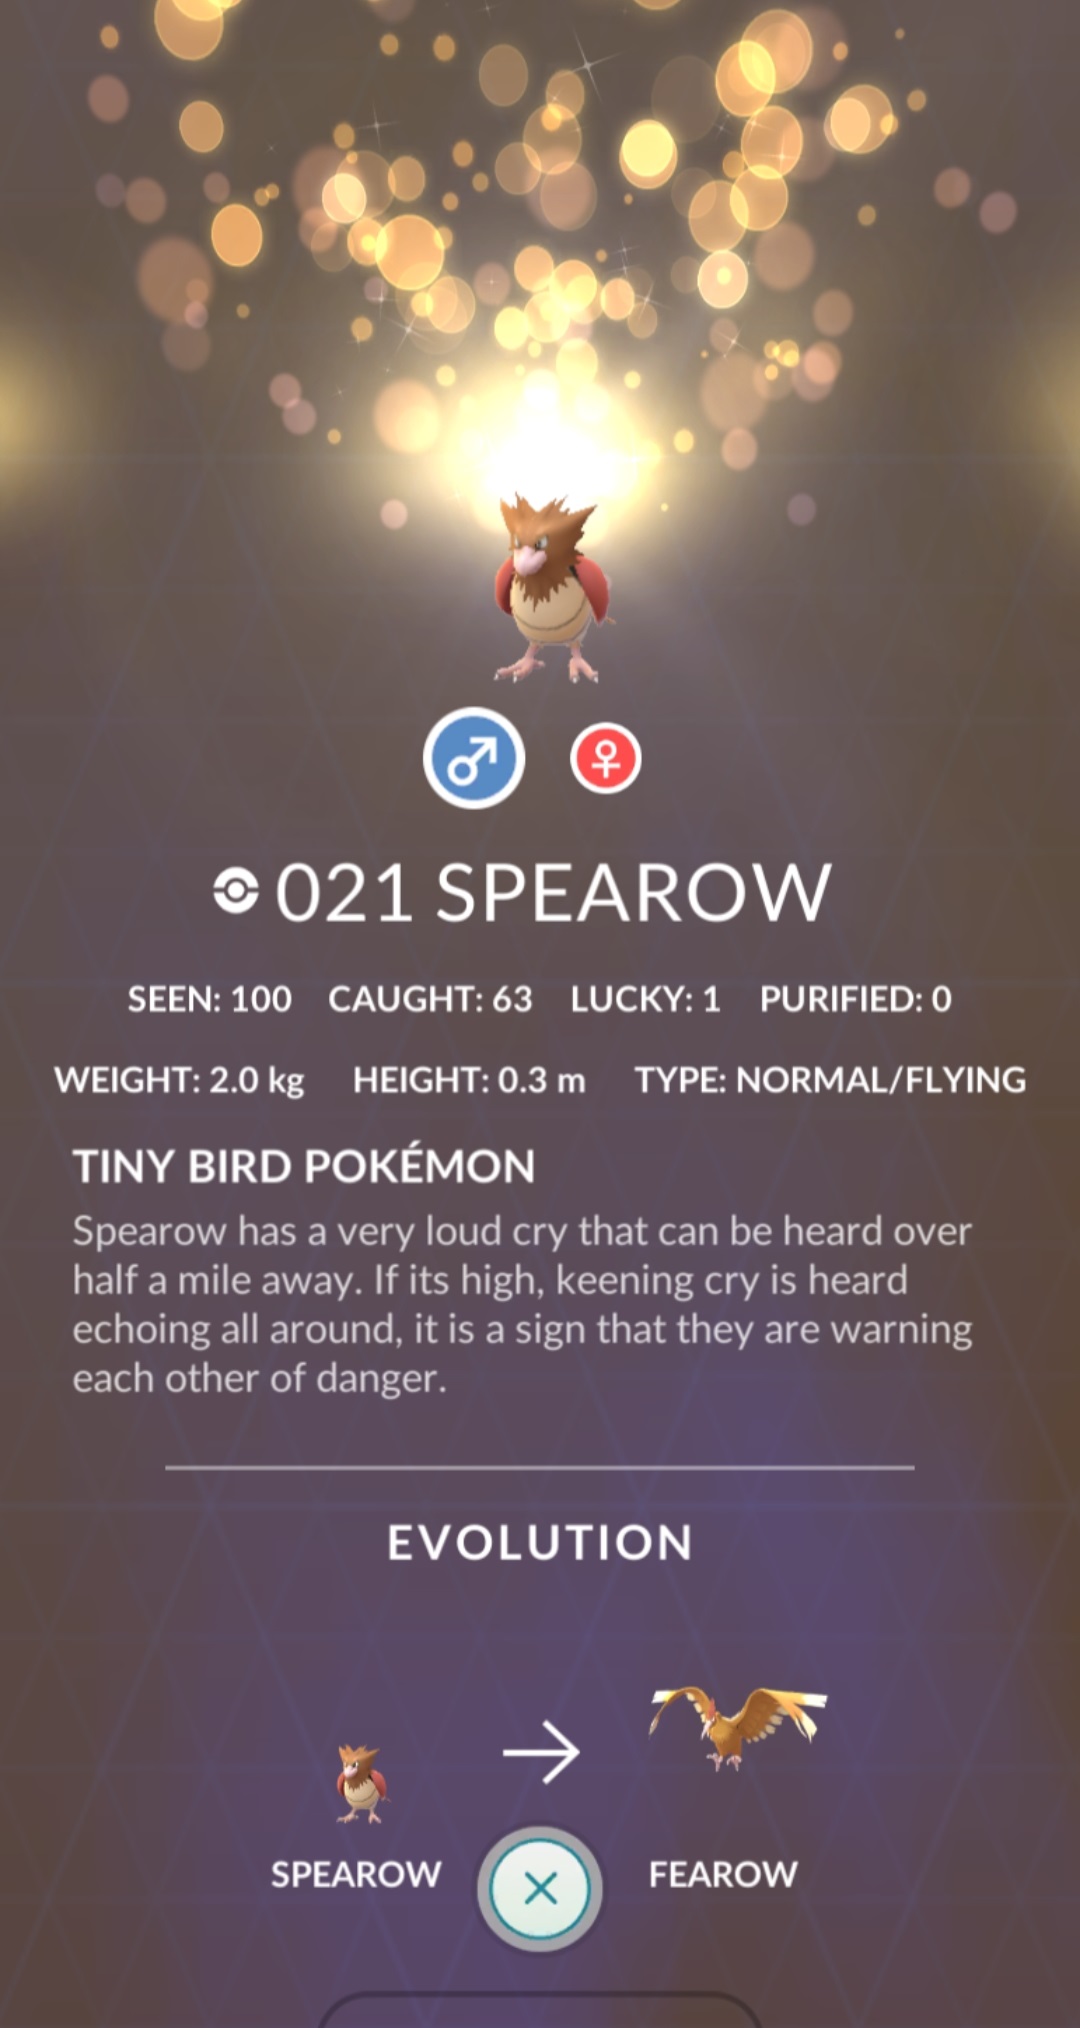 021 SPEAROW
SEEN: 100 CAUGHT: 63 LUCKY: 1 PURIFIED: 0
WEIGHT: 2.0 kg HEIGHT: 0.3 m TYPE: NORMAL/FLYING
TINY BIRD POKÉMON
Spearow has a very loud cry that can be heard over
half a mile away. If its high, keening cry is heard
echoing all around, it is a sign that they are warning
each other of danger.
EVOLUTION
SPEAROW FEAROW